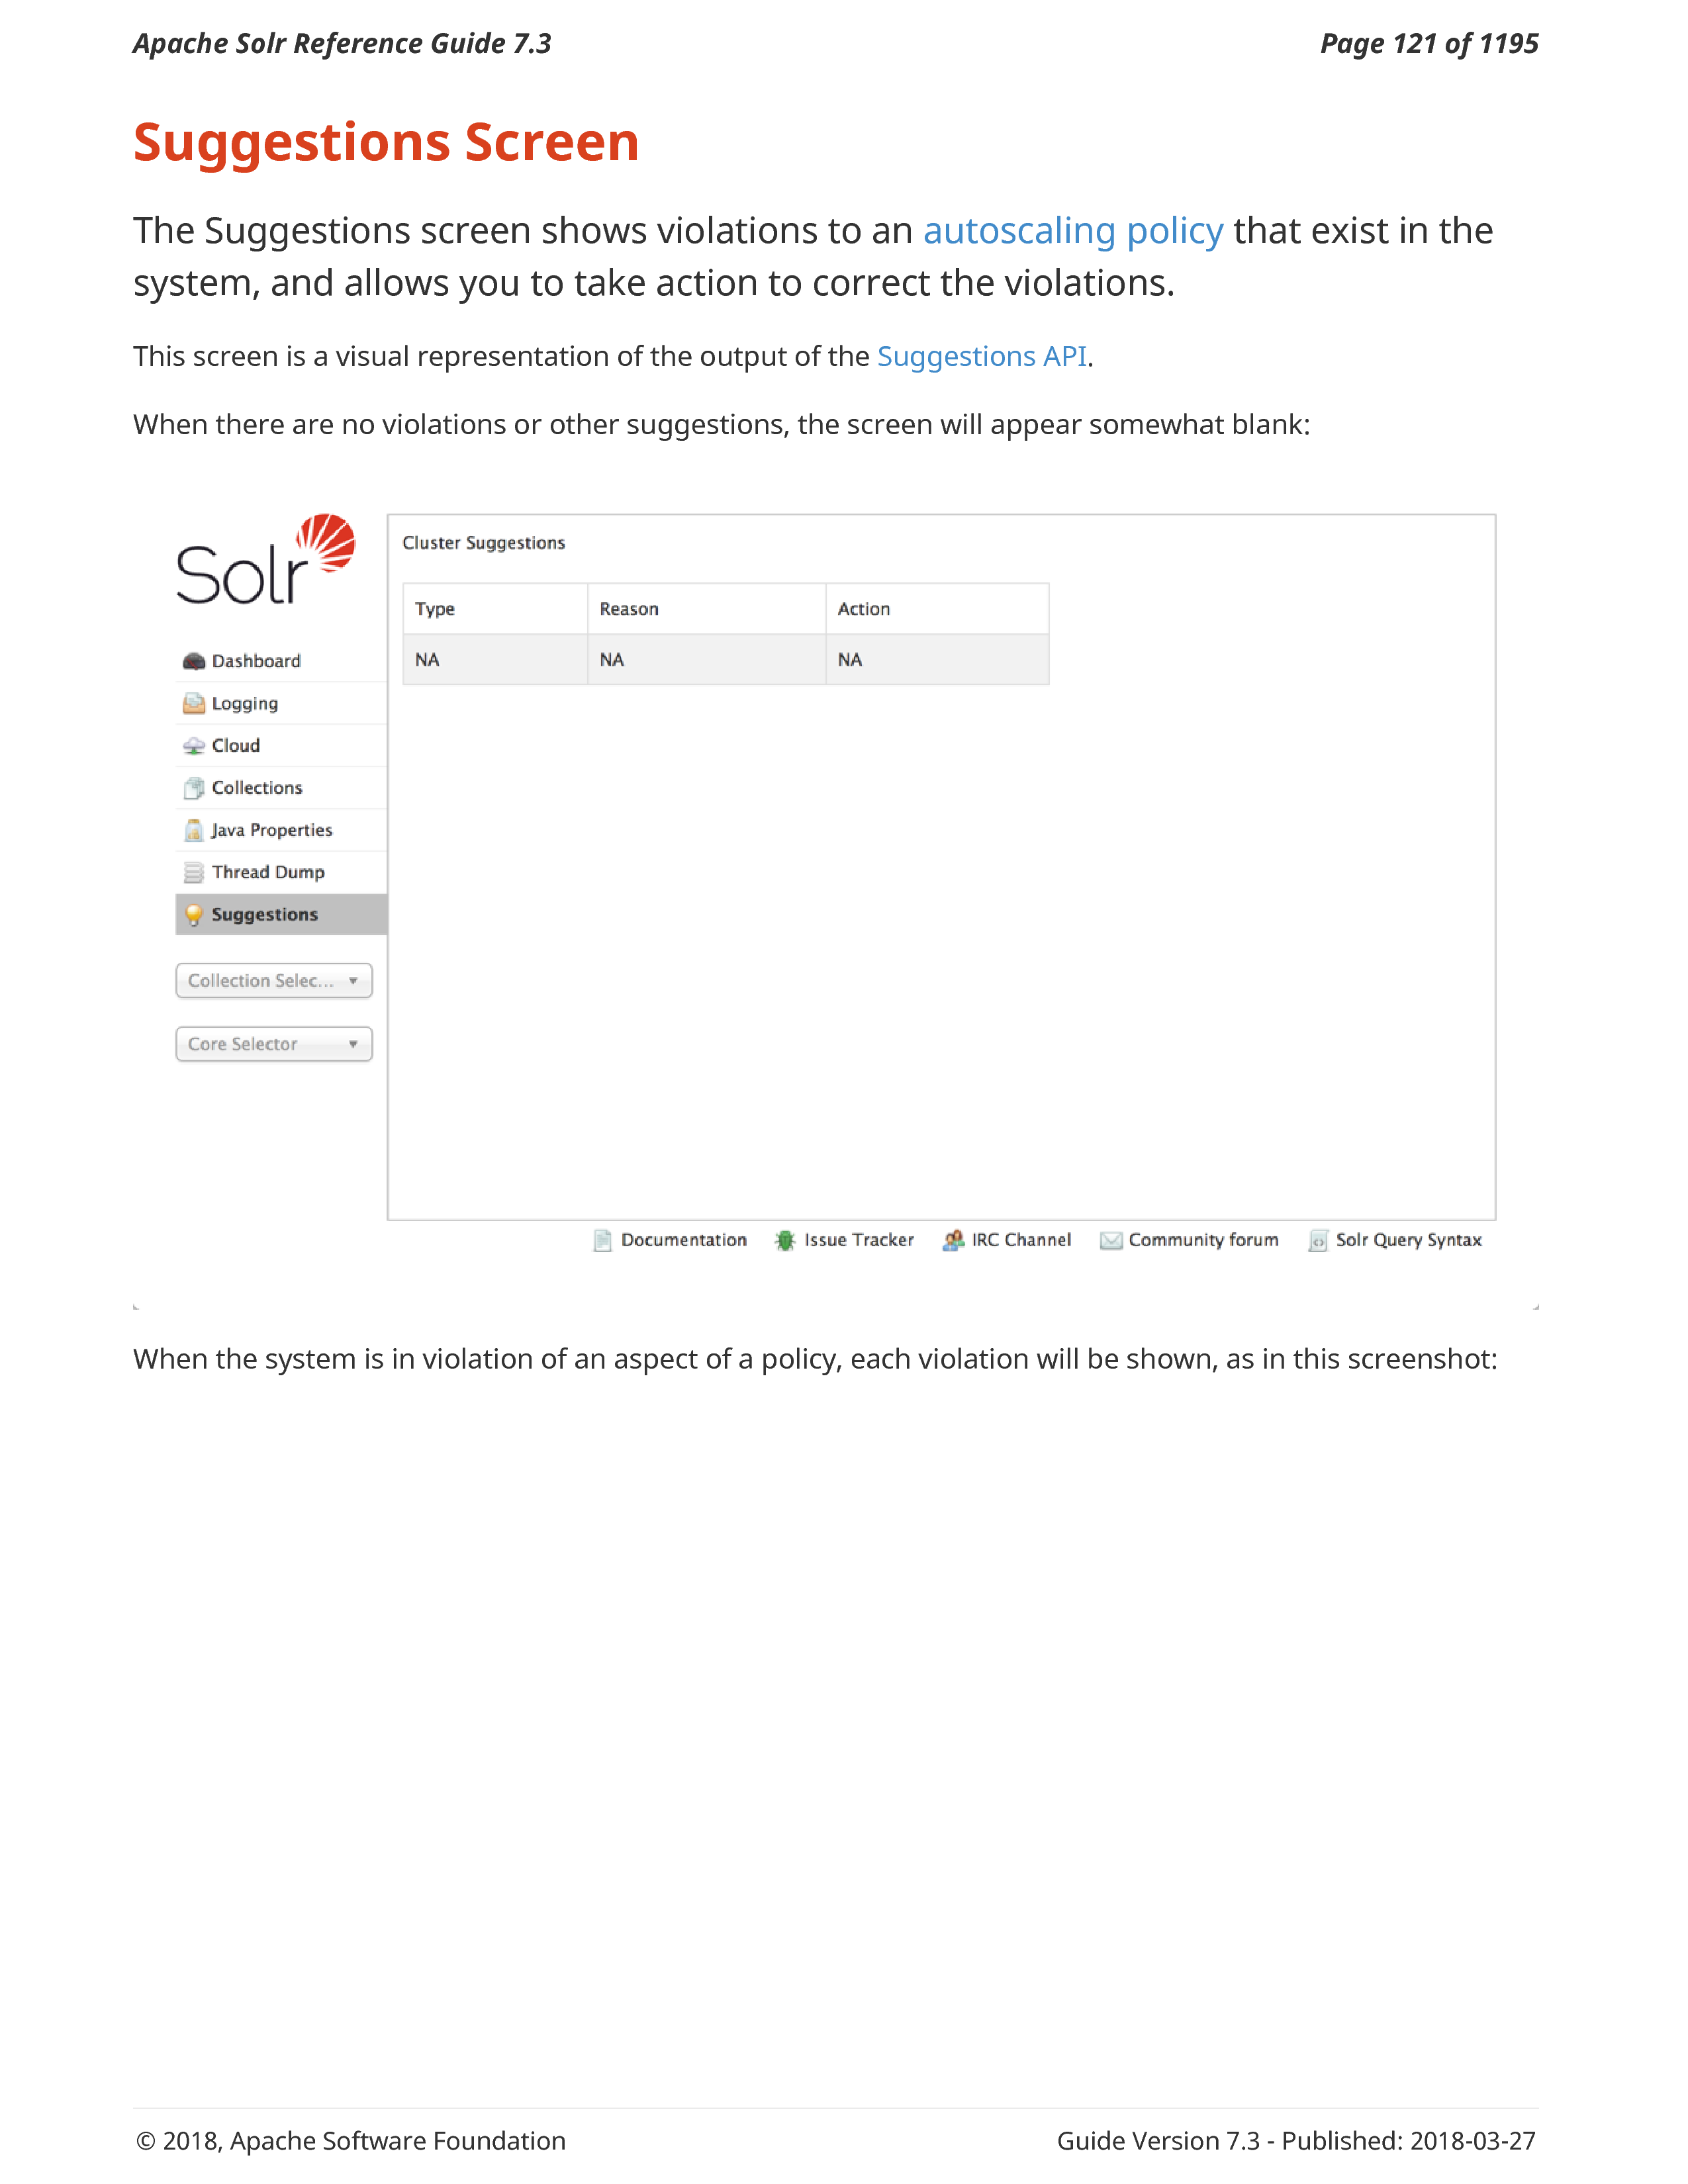 Apache Solr Reference Guide 7.3
Page 121 of 1195
Suggestions Screen
The Suggestions screen shows violations to an autoscaling policy that exist in the
system, and allows you to take action to correct the violations.
This screen is a visual representation of the output of the Suggestions API.
When there are no violations or other suggestions, the screen will appear somewhat blank:
Solr
Dashboard
Logging
Cloud
Collections
Java Properties
Thread Dump
Suggestions
Collection Selec...
Core Selector
Cluster Suggestions
Type Reason Action
NA NA NA
Documentation Issue Tracker IRC Channel Community forum Solr Query Syntax
When the system is in violation of an aspect of a policy, each violation will be shown, as in this screenshot:
© 2018, Apache Software Foundation
Guide Version 7.3 - Published: 2018-03-27